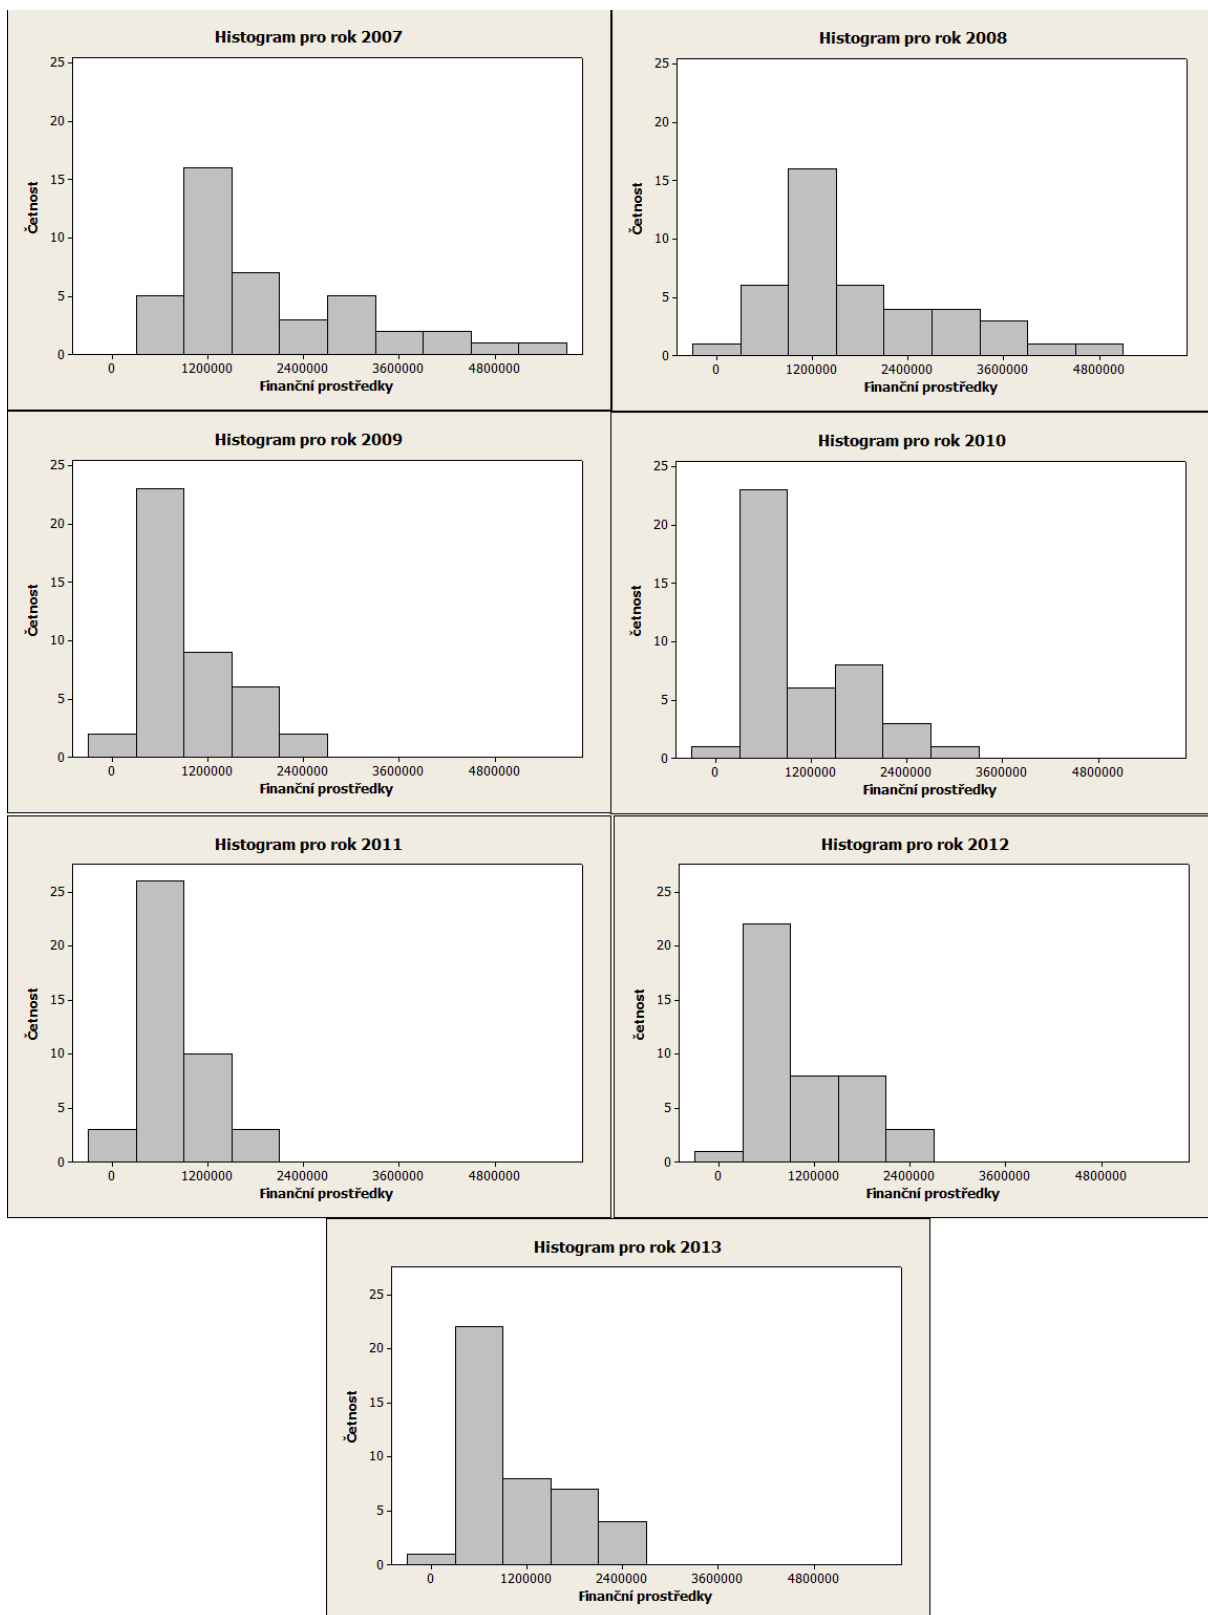 Histogram pro rok 2007
25
20
15
10
5
0
Četnost
0 1200000 2400000 3600000 4800000
Finanční prostředky
Histogram pro rok 2008
25
20
15
10
5
0
Četnost
0 1200000 2400000 3600000 4800000
Finanční prostředky
Histogram pro rok 2009
25
20
15
10
5
0
Četnost
0 1200000 2400000 3600000 4800000
Finanční prostředky
Histogram pro rok 2010
25
20
15
10
5
0
četnost
0 1200000 2400000 3600000 4800000
Finanční prostředky
Histogram pro rok 2011
25
20
15
10
5
0
Četnost
0 1200000 2400000 3600000 4800000
Finanční prostředky
Histogram pro rok 2012
25
20
15
10
5
0
četnost
0 1200000 2400000 3600000 4800000
Finanční prostředky
Histogram pro rok 2013
25
20
15
10
5
0
Četnost
0 1200000 2400000 3600000 4800000
Finanční prostředky